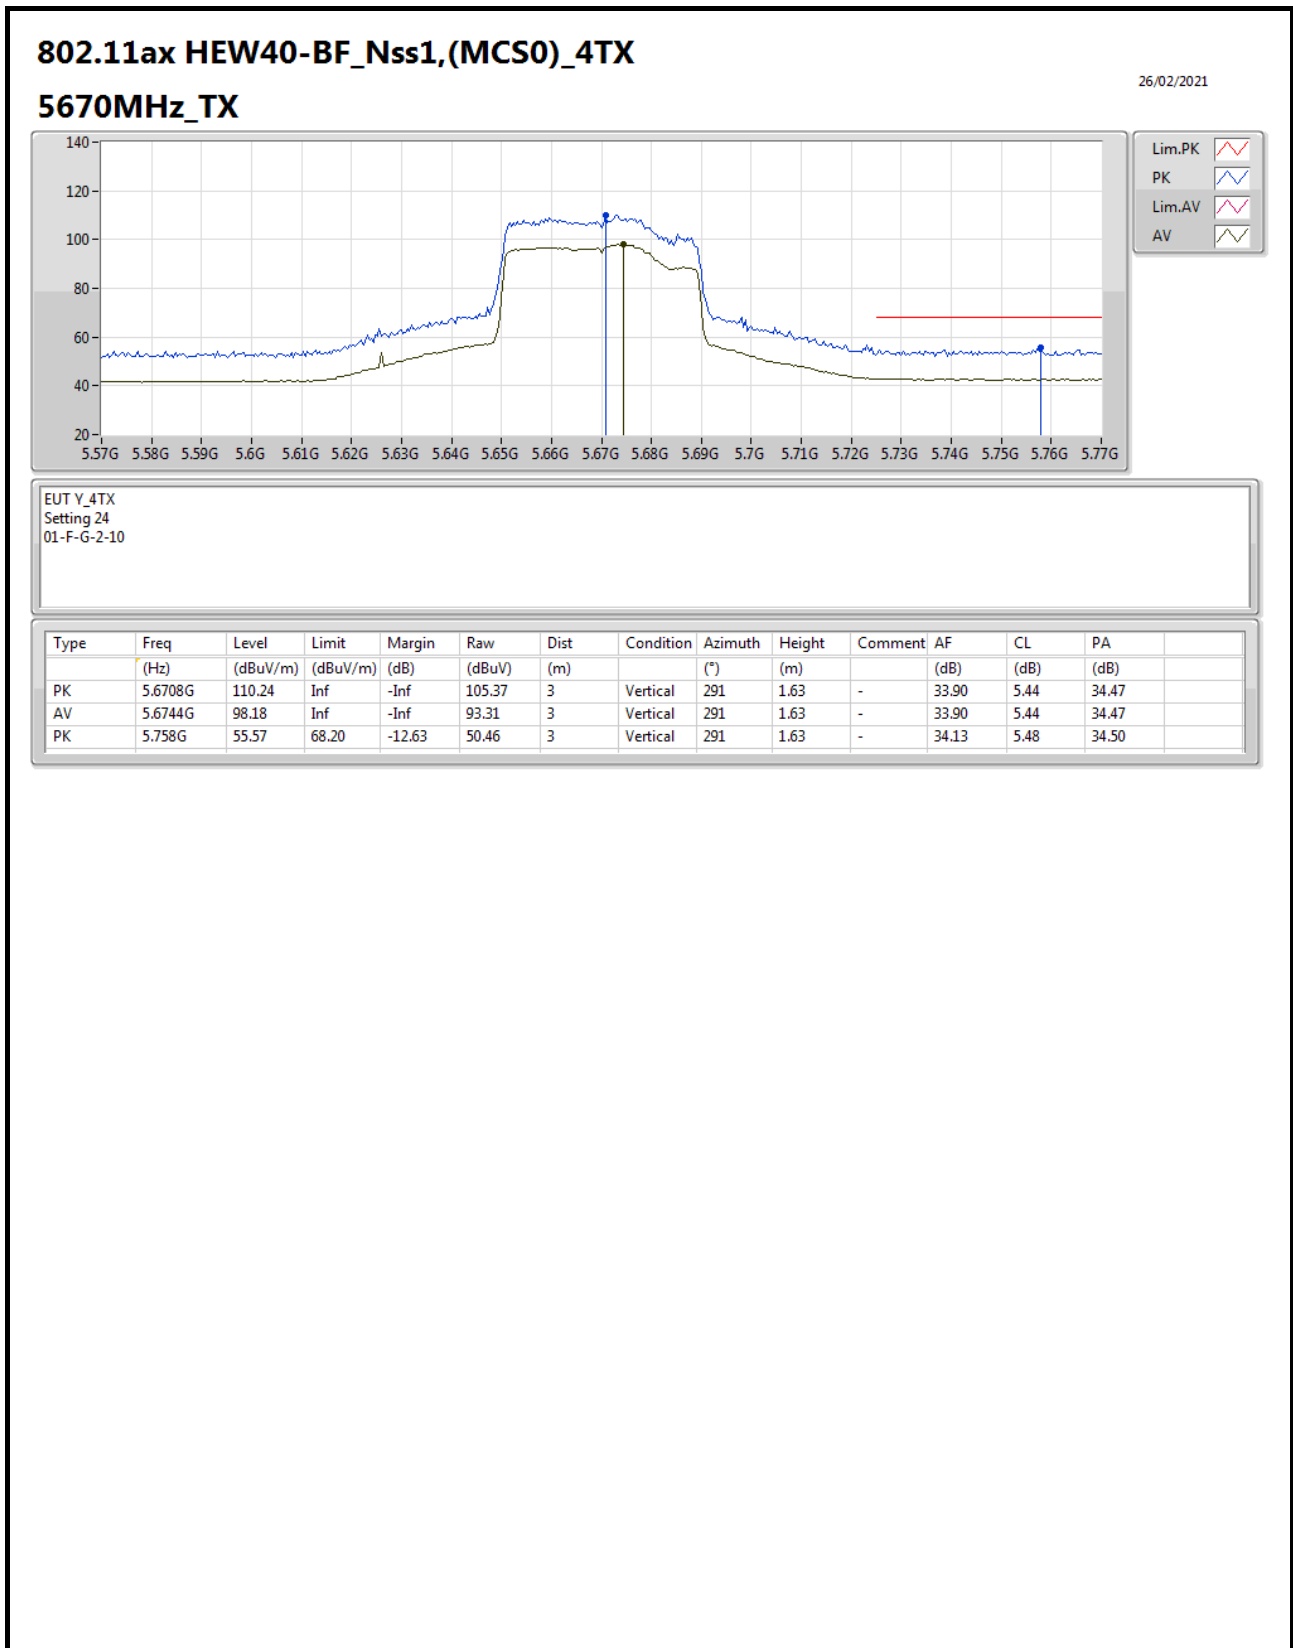 802.11ax HEW40-BF_Nss1,(MCS0)_4TX
26/02/2021
5670MHz_TX
140
120
100
80
60
40
20
5.57G 5.58G 5.59G 5.6G 5.61G 5.62G 5.63G 5.64G 5.65G 5.66G 5.67G 5.68G 5.69G 5.7G 5.71G 5.72G 5.73G 5.74G 5.75G 5.76G 5.77G
Lim.PK
PK
Lim.AV
AV
EUT Y_4TX
Setting 24
01-F-G-2-10
Type Freq Level Limit Margin Raw Dist Condition Azimuth Height Comment AF CL PA
(Hz) (dBuV/m) (dBuV/m) (dB) (dBuV) (m) (°) (m) (dB) (dB) (dB)
PK 5.6708G 110.24 Inf -Inf 105.37 3 Vertical 291 1.63 - 33.90 5.44 34.47
AV 5.6744G 98.18 Inf -Inf 93.31 3 Vertical 291 1.63 - 33.90 5.44 34.47
PK 5.758G 55.57 68.20 -12.63 50.46 3 Vertical 291 1.63 - 34.13 5.48 34.50